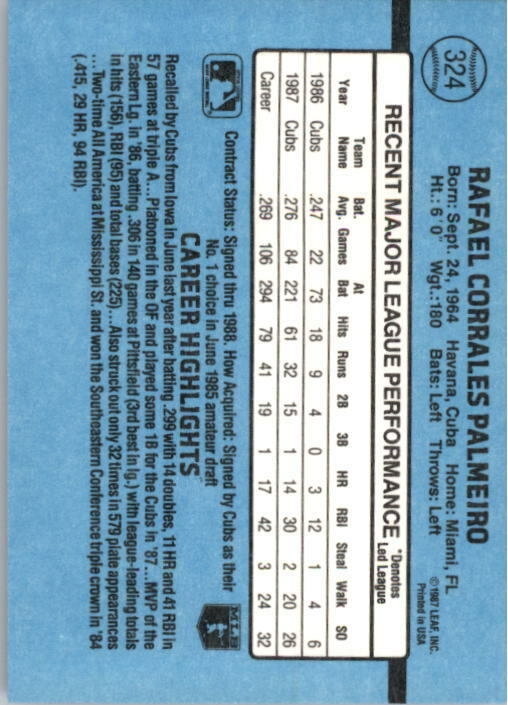 324
RAFAEL CORRALES PALMEIRO
©1987 LEAF, INC.
Printed in USA
Born: Sept. 24, 1964 Havana, Cuba Home: Miami, FL
Ht.: 6' 0" Wgt.:180 Bats: Left Throws: Left
RECENT MAJOR LEAGUE PERFORMANCE *Denotes Led League
Year Team Name Bat. Avg. Games At Bat Hits Runs 2B 3B HR RBI Steal Walk SO
1986 Cubs .247 22 73 18 9 4 0 3 12 1 4 6
1987 Cubs .276 84 221 61 32 15 1 14 30 2 20 26
Career .269 106 294 79 41 19 1 17 42 3 24 32
Contract Status: Signed thru 1988. How Acquired: Signed by Cubs as their
No. 1 choice in June 1985 amateur draft
MLB
CAREER HIGHLIGHTS
Recalled by Cubs from Iowa in June last year after batting .299 with 14 doubles, 11 HR and 41 RBI in
57 games at triple A...Platooned in the OF and played some 1B for the Cubs in '87...MVP of the
Eastern Lg. in '86, batting .306 in 140 games at Pittsfield (3rd best in lg.) with league-leading totals
in hits (156), RBI (95) and total bases (225)...Also struck out only 32 times in 579 plate appearances
...Two-time All America at Mississippi St. and won the Southeastern Conference triple crown in '84
(.415, 29 HR, 94 RBI).